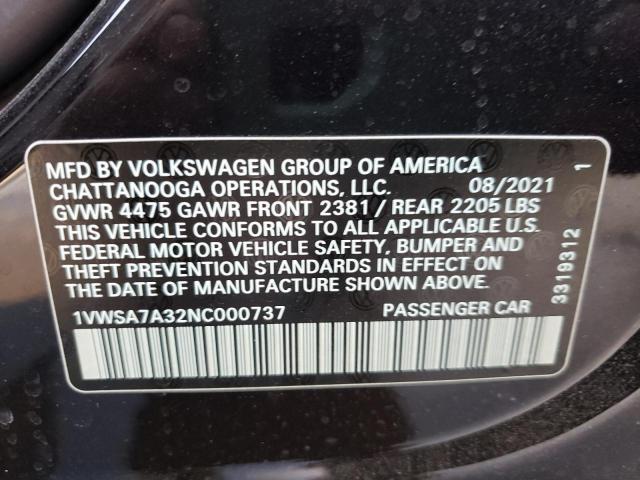 MFD BY VOLKSWAGEN GROUP OF AMERICA
CHATTANOOGA OPERATIONS, LLC. 08/2021
GVWR 4475 GAWR FRONT 2381 / REAR 2205 LBS
THIS VEHICLE CONFORMS TO ALL APPLICABLE U.S.
FEDERAL MOTOR VEHICLE SAFETY, BUMPER AND
THEFT PREVENTION STANDARDS IN EFFECT ON
THE DATE OF MANUFACTURE SHOWN ABOVE.
1VWSA7A32NC000737 PASSENGER CAR
3319312 1